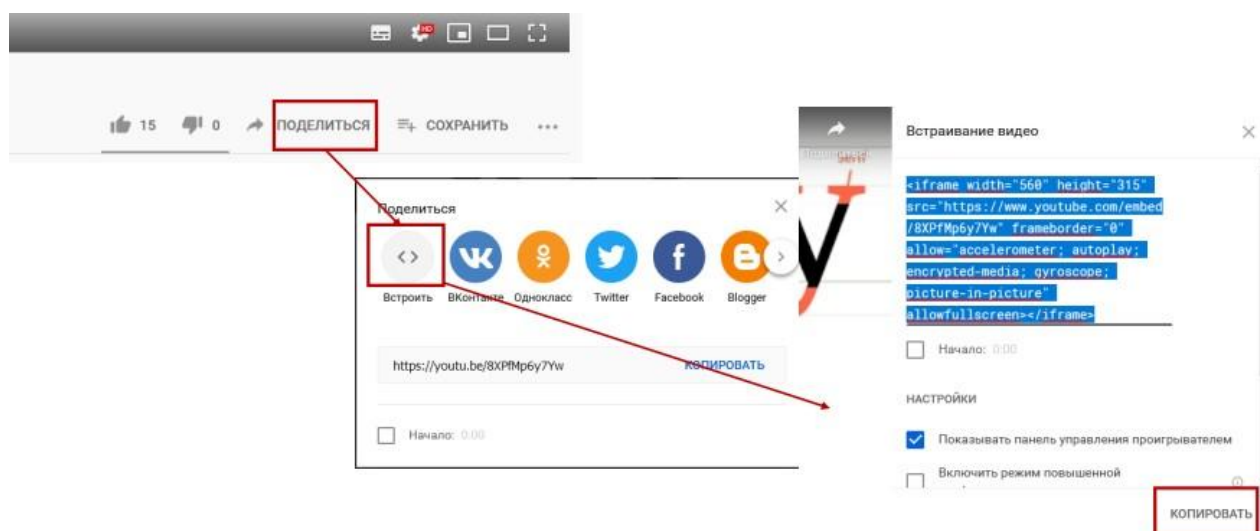 HD
15 0 ПОДЕЛИТЬСЯ СОХРАНИТЬ ...
Поделиться
<> B f
Встроить ВКонтакте Однокласс Twitter Facebook Blogger
https://youtu.be/8XPfMp6y7Yw КОПИРОВАТЬ
Начало: 0:00
Встраивание видео
<iframe width="560" height="315"
src="https://www.youtube.com/embed
/8XPfMp6y7Yw" frameborder="0"
allow="accelerometer; autoplay;
encrypted-media; gyroscope;
picture-in-picture"
allowfullscreen></iframe>
Начало: 0:00
НАСТРОЙКИ
Показывать панель управления проигрывателем
Включить режим повышенной
КОПИРОВАТЬ